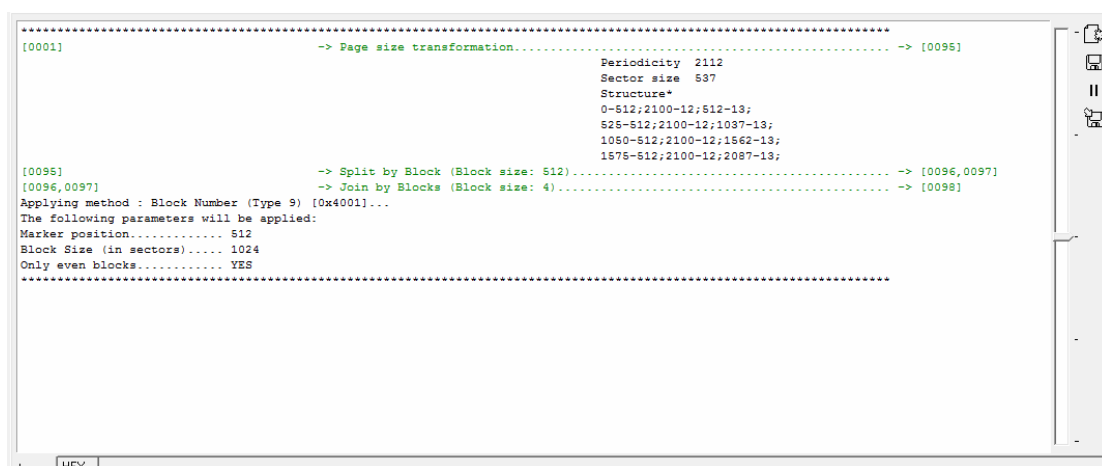 ************************************************************************************************************************
[0001] -> Page size transformation.................................................... -> [0095]
Periodicity 2112
Sector size 537
Structure*
0-512;2100-12;512-13;
525-512;2100-12;1037-13;
1050-512;2100-12;1562-13;
1575-512;2100-12;2087-13;
[0095] -> Split by Block (Block size: 512)............................................ -> [0096,0097]
[0096,0097] -> Join by Blocks (Block size: 4).............................................. -> [0098]
Applying method : Block Number (Type 9) [0x4001]...
The following parameters will be applied:
Marker position............. 512
Block Size (in sectors)..... 1024
Only even blocks............ YES
************************************************************************************************************************
HEX